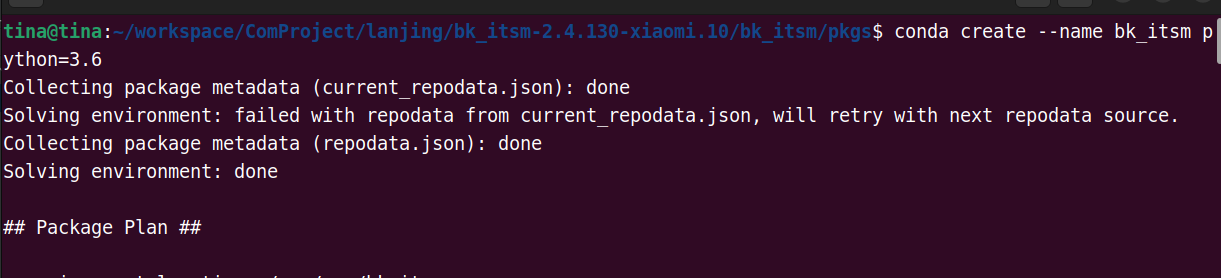 tina@tina:~/workspace/ComProject/lanjing/bk_itsm-2.4.130-xiaomi.10/bk_itsm/pkgs$ conda create --name bk_itsm p
ython=3.6
Collecting package metadata (current_repodata.json): done
Solving environment: failed with repodata from current_repodata.json, will retry with next repodata source.
Collecting package metadata (repodata.json): done
Solving environment: done
## Package Plan ##